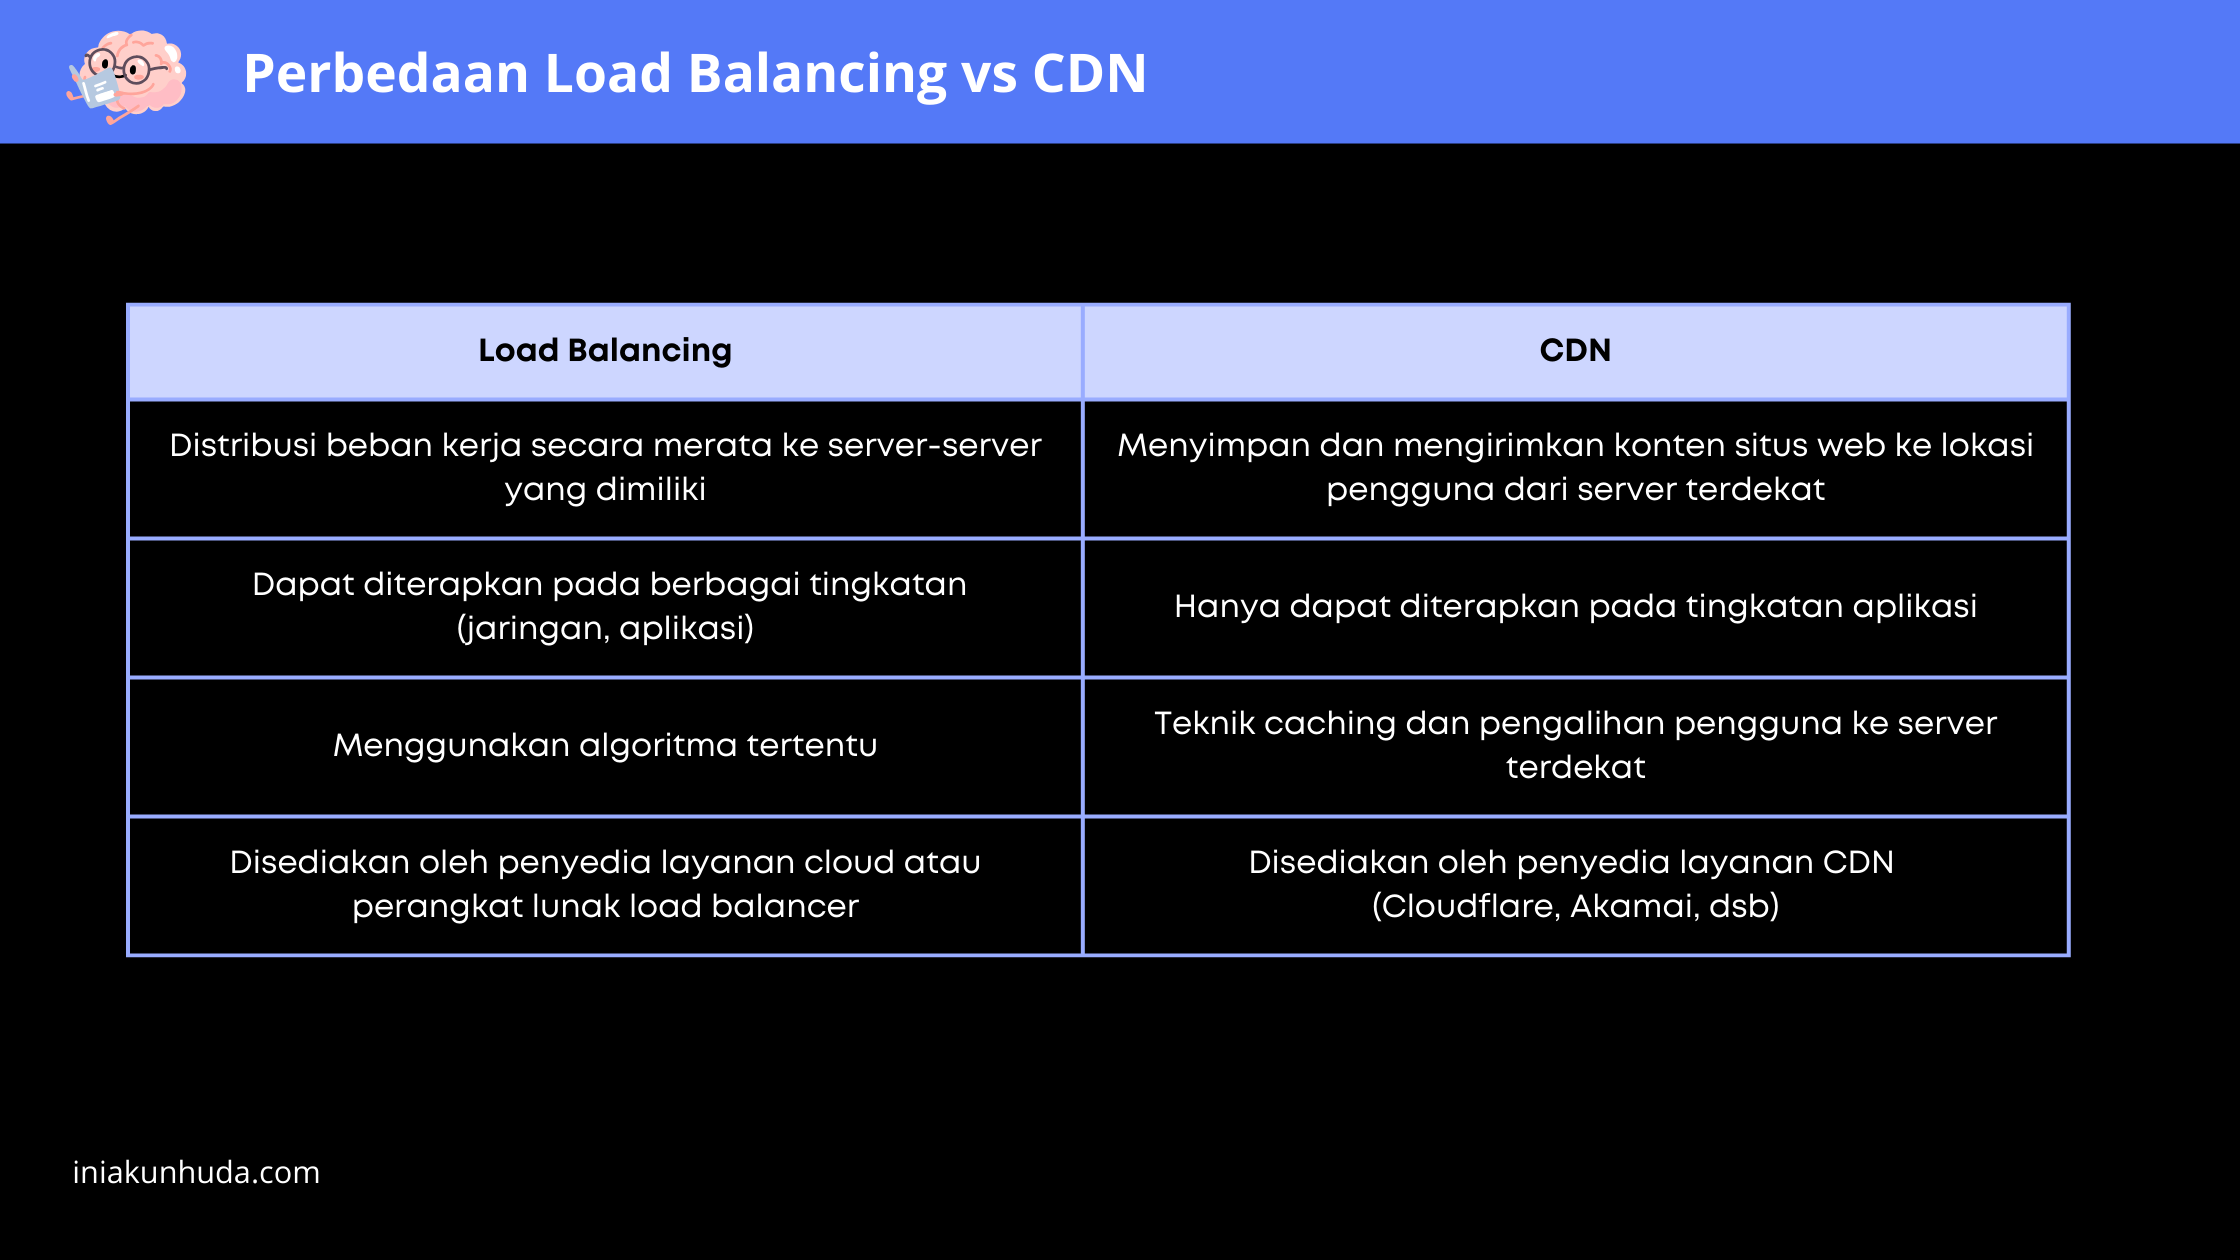 Perbedaan Load Balancing vs CDN
Load Balancing
CDN
Distribusi beban kerja secara merata ke server-server
yang dimiliki
Menyimpan dan mengirimkan konten situs web ke lokasi
pengguna dari server terdekat
Dapat diterapkan pada berbagai tingkatan
(jaringan, aplikasi)
Hanya dapat diterapkan pada tingkatan aplikasi
Menggunakan algoritma tertentu
Teknik caching dan pengalihan pengguna ke server
terdekat
Disediakan oleh penyedia layanan cloud atau
perangkat lunak load balancer
Disediakan oleh penyedia layanan CDN
(Cloudflare, Akamai, dsb)
iniakunhuda.com